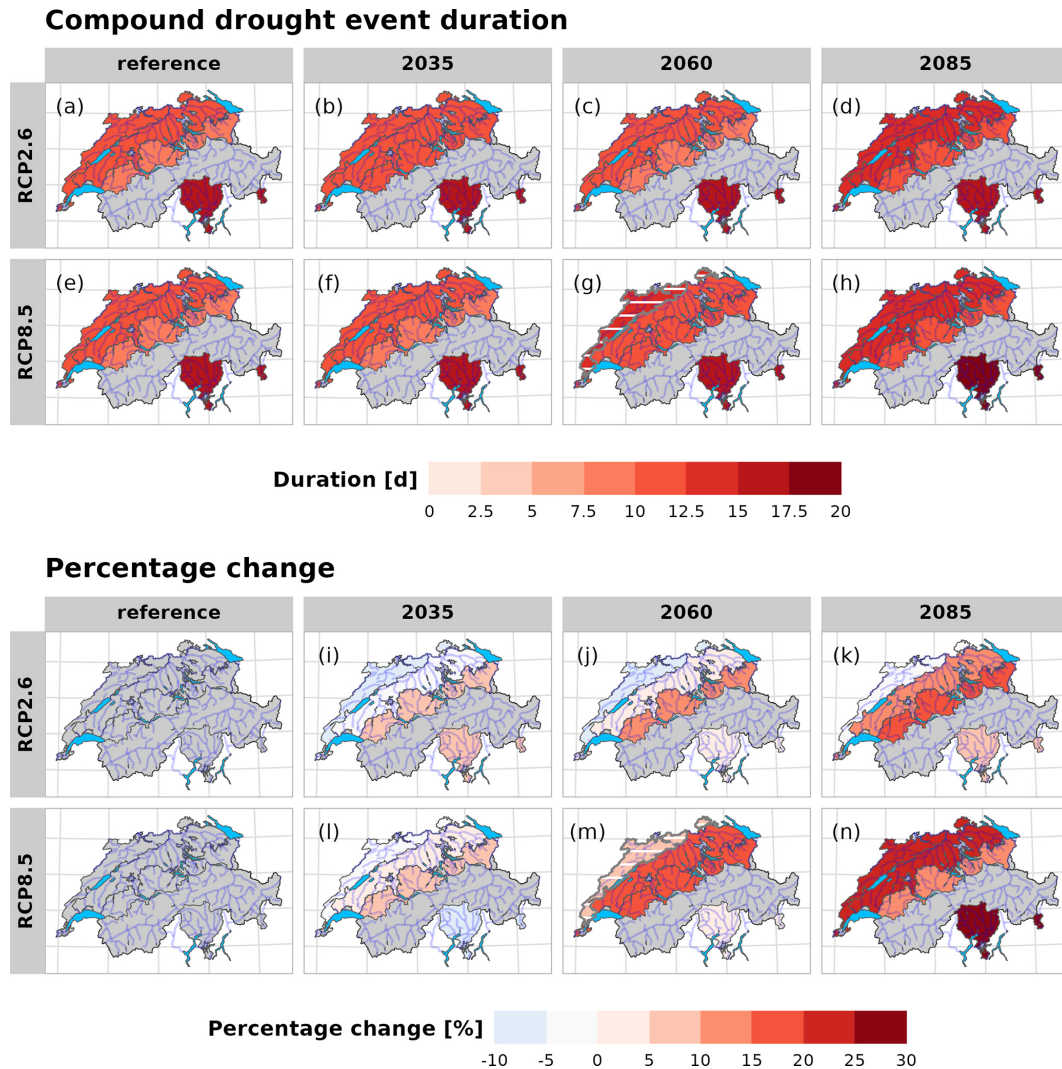 Compound drought event duration
reference 2035 2060 2085
RCP2.6
(a) (b) (c) (d)
RCP8.5
(e) (f) (g) (h)
Duration [d]
0 2.5 5 7.5 10 12.5 15 17.5 20
Percentage change
reference 2035 2060 2085
RCP2.6
(i) (j) (k)
RCP8.5
(l) (m) (n)
Percentage change [%]
-10 -5 0 5 10 15 20 25 30